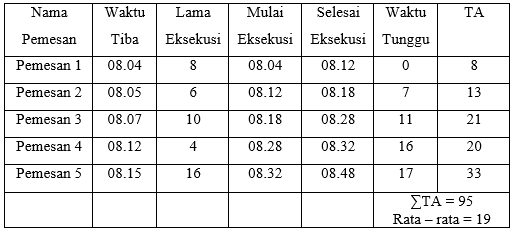 Nama Pemesan Waktu Tiba Lama Eksekusi Mulai Eksekusi Selesai Eksekusi Waktu Tunggu TA
Pemesan 1 08.04 8 08.04 08.12 0 8
Pemesan 2 08.05 6 08.12 08.18 7 13
Pemesan 3 08.07 10 08.18 08.28 11 21
Pemesan 4 08.12 4 08.28 08.32 16 20
Pemesan 5 08.15 16 08.32 08.48 17 33
∑TA = 95
Rata – rata = 19